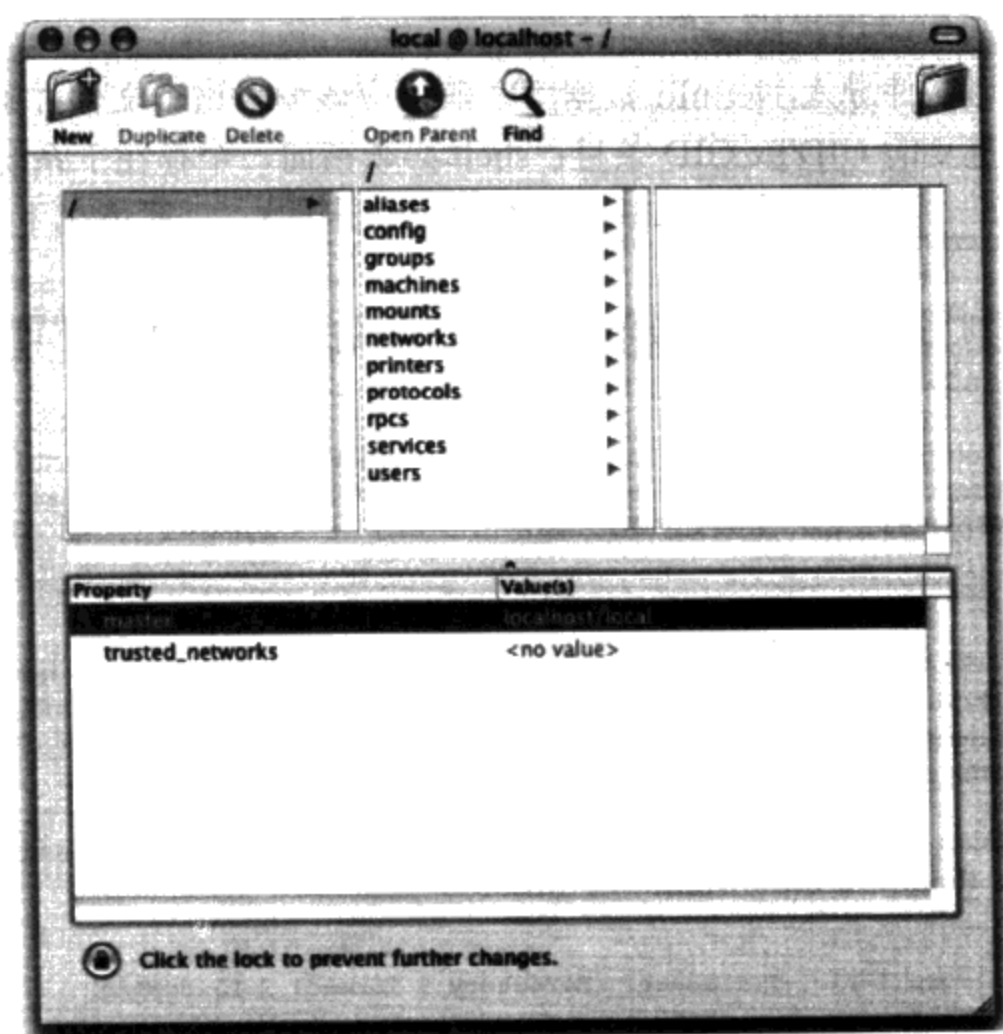 local @ localhost – /
New Duplicate Delete Open Parent Find
/
/
aliases
config
groups
machines
mounts
networks
printers
protocols
rpcs
services
users
Property Value(s)
master localhost/local
trusted_networks <no value>
Click the lock to prevent further changes.